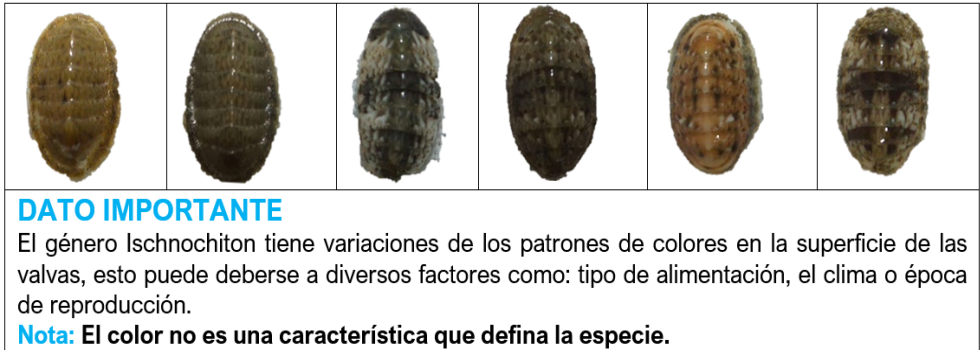 DATO IMPORTANTE
El género Ischnochiton tiene variaciones de los patrones de colores en la superficie de las
valvas, esto puede deberse a diversos factores como: tipo de alimentación, el clima o época
de reproducción.
Nota: El color no es una característica que defina la especie.